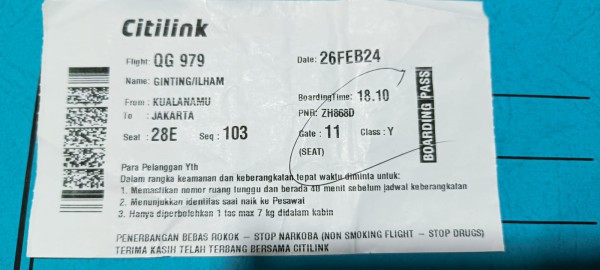 Citilink
Flight: QG 979 Date: 26FEB24
Name: GINTING/ILHAM
From : KUALANAMU BoardingTime: 18.10
To : JAKARTA PNR: ZH868D
Seat : 28E Seq : 103 Gate : 11 Class : Y
(SEAT)
BOARDING PASS
Para Pelanggan Yth
Dalam rangka keamanan dan keberangkatan tepat waktu diminta untuk:
1. Memastikan nomor ruang tunggu dan berada 40 menit sebelum jadwal keberangkatan
2. Menunjukkan identitas saat naik ke Pesawat
3. Hanya diperbolehkan 1 tas max 7 kg didalam kabin
PENERBANGAN BEBAS ROKOK – STOP NARKOBA (NON SMOKING FLIGHT – STOP DRUGS)
TERIMA KASIH TELAH TERBANG BERSAMA CITILINK